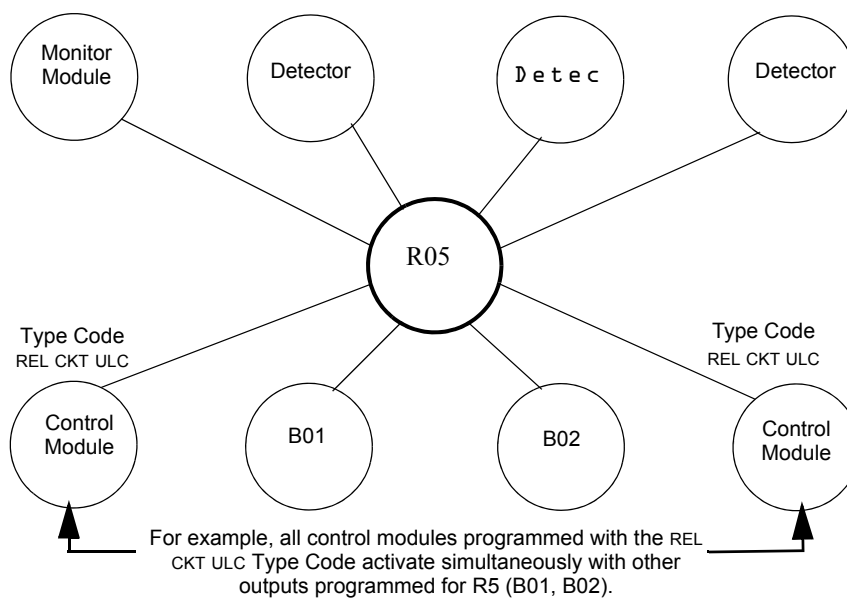 Monitor
Module
Detector
Detec
Detector
R05
Type Code
REL CKT ULC
Type Code
REL CKT ULC
Control
Module
B01
B02
Control
Module
For example, all control modules programmed with the REL
CKT ULC Type Code activate simultaneously with other
outputs programmed for R5 (B01, B02).